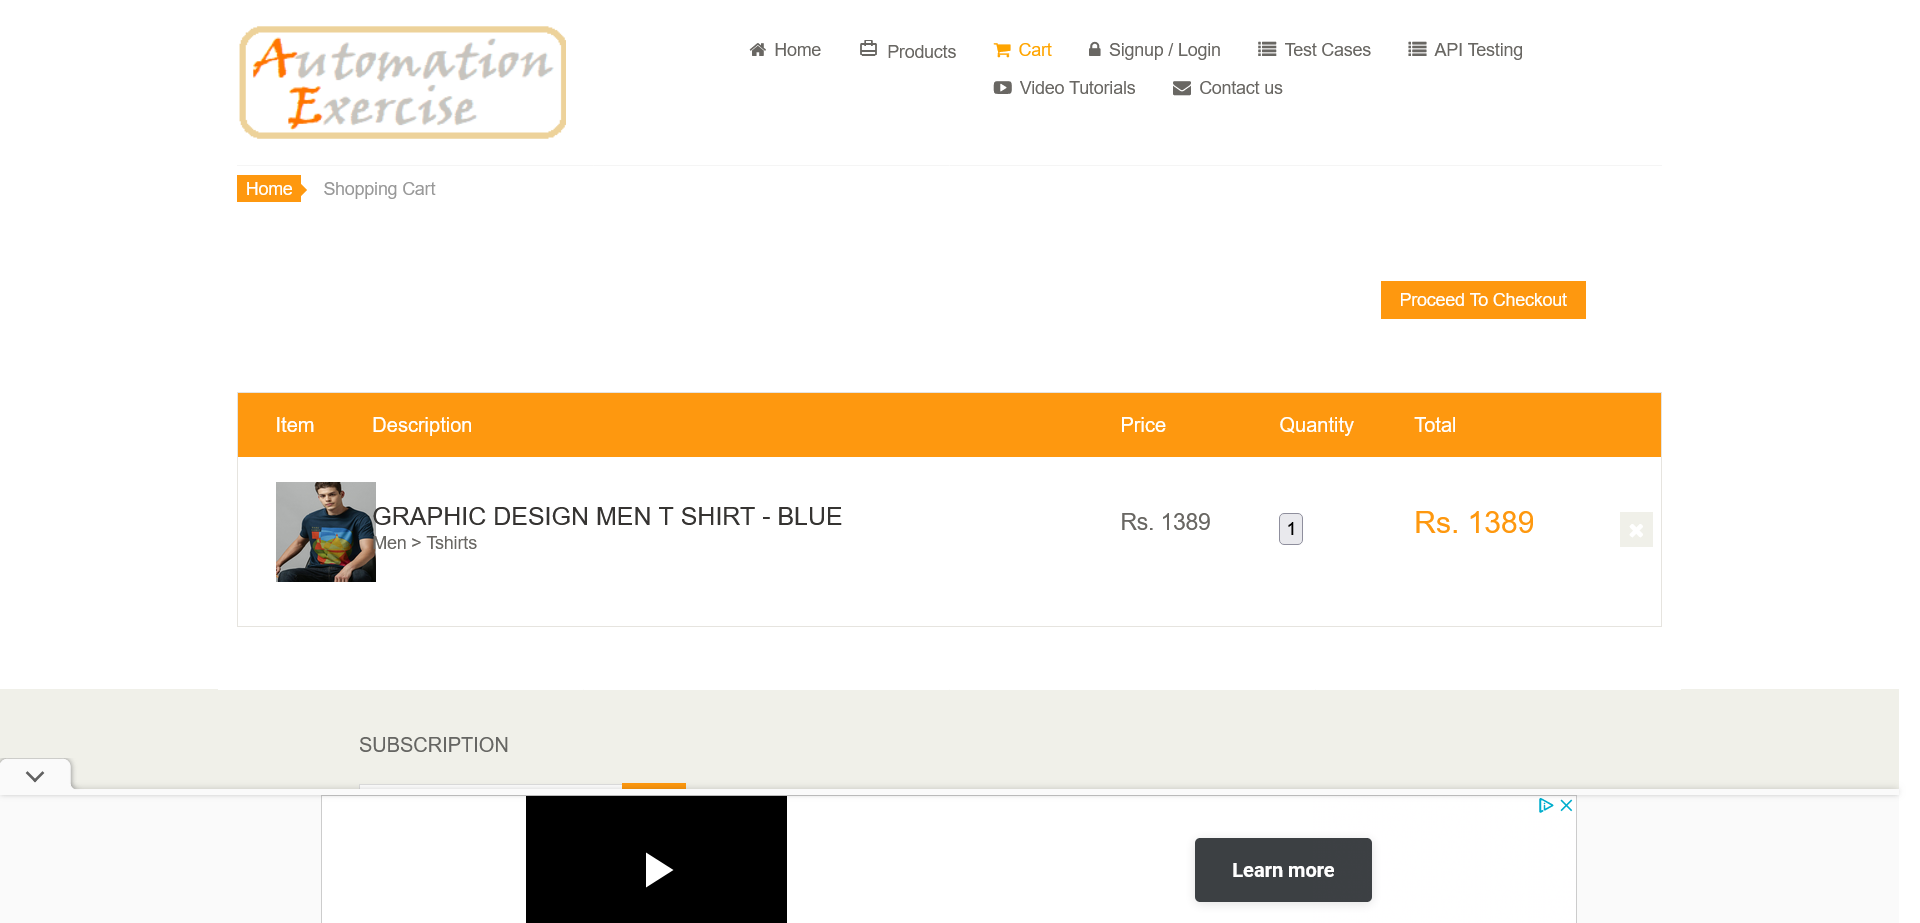 Automation
Exercise
Home
Products
Cart
Signup / Login
Test Cases
API Testing
Video Tutorials
Contact us
Home
Shopping Cart
Proceed To Checkout
Item Description Price Quantity Total
GRAPHIC DESIGN MEN T SHIRT - BLUE
Men > Tshirts
Rs. 1389
1
Rs. 1389
SUBSCRIPTION
Learn more